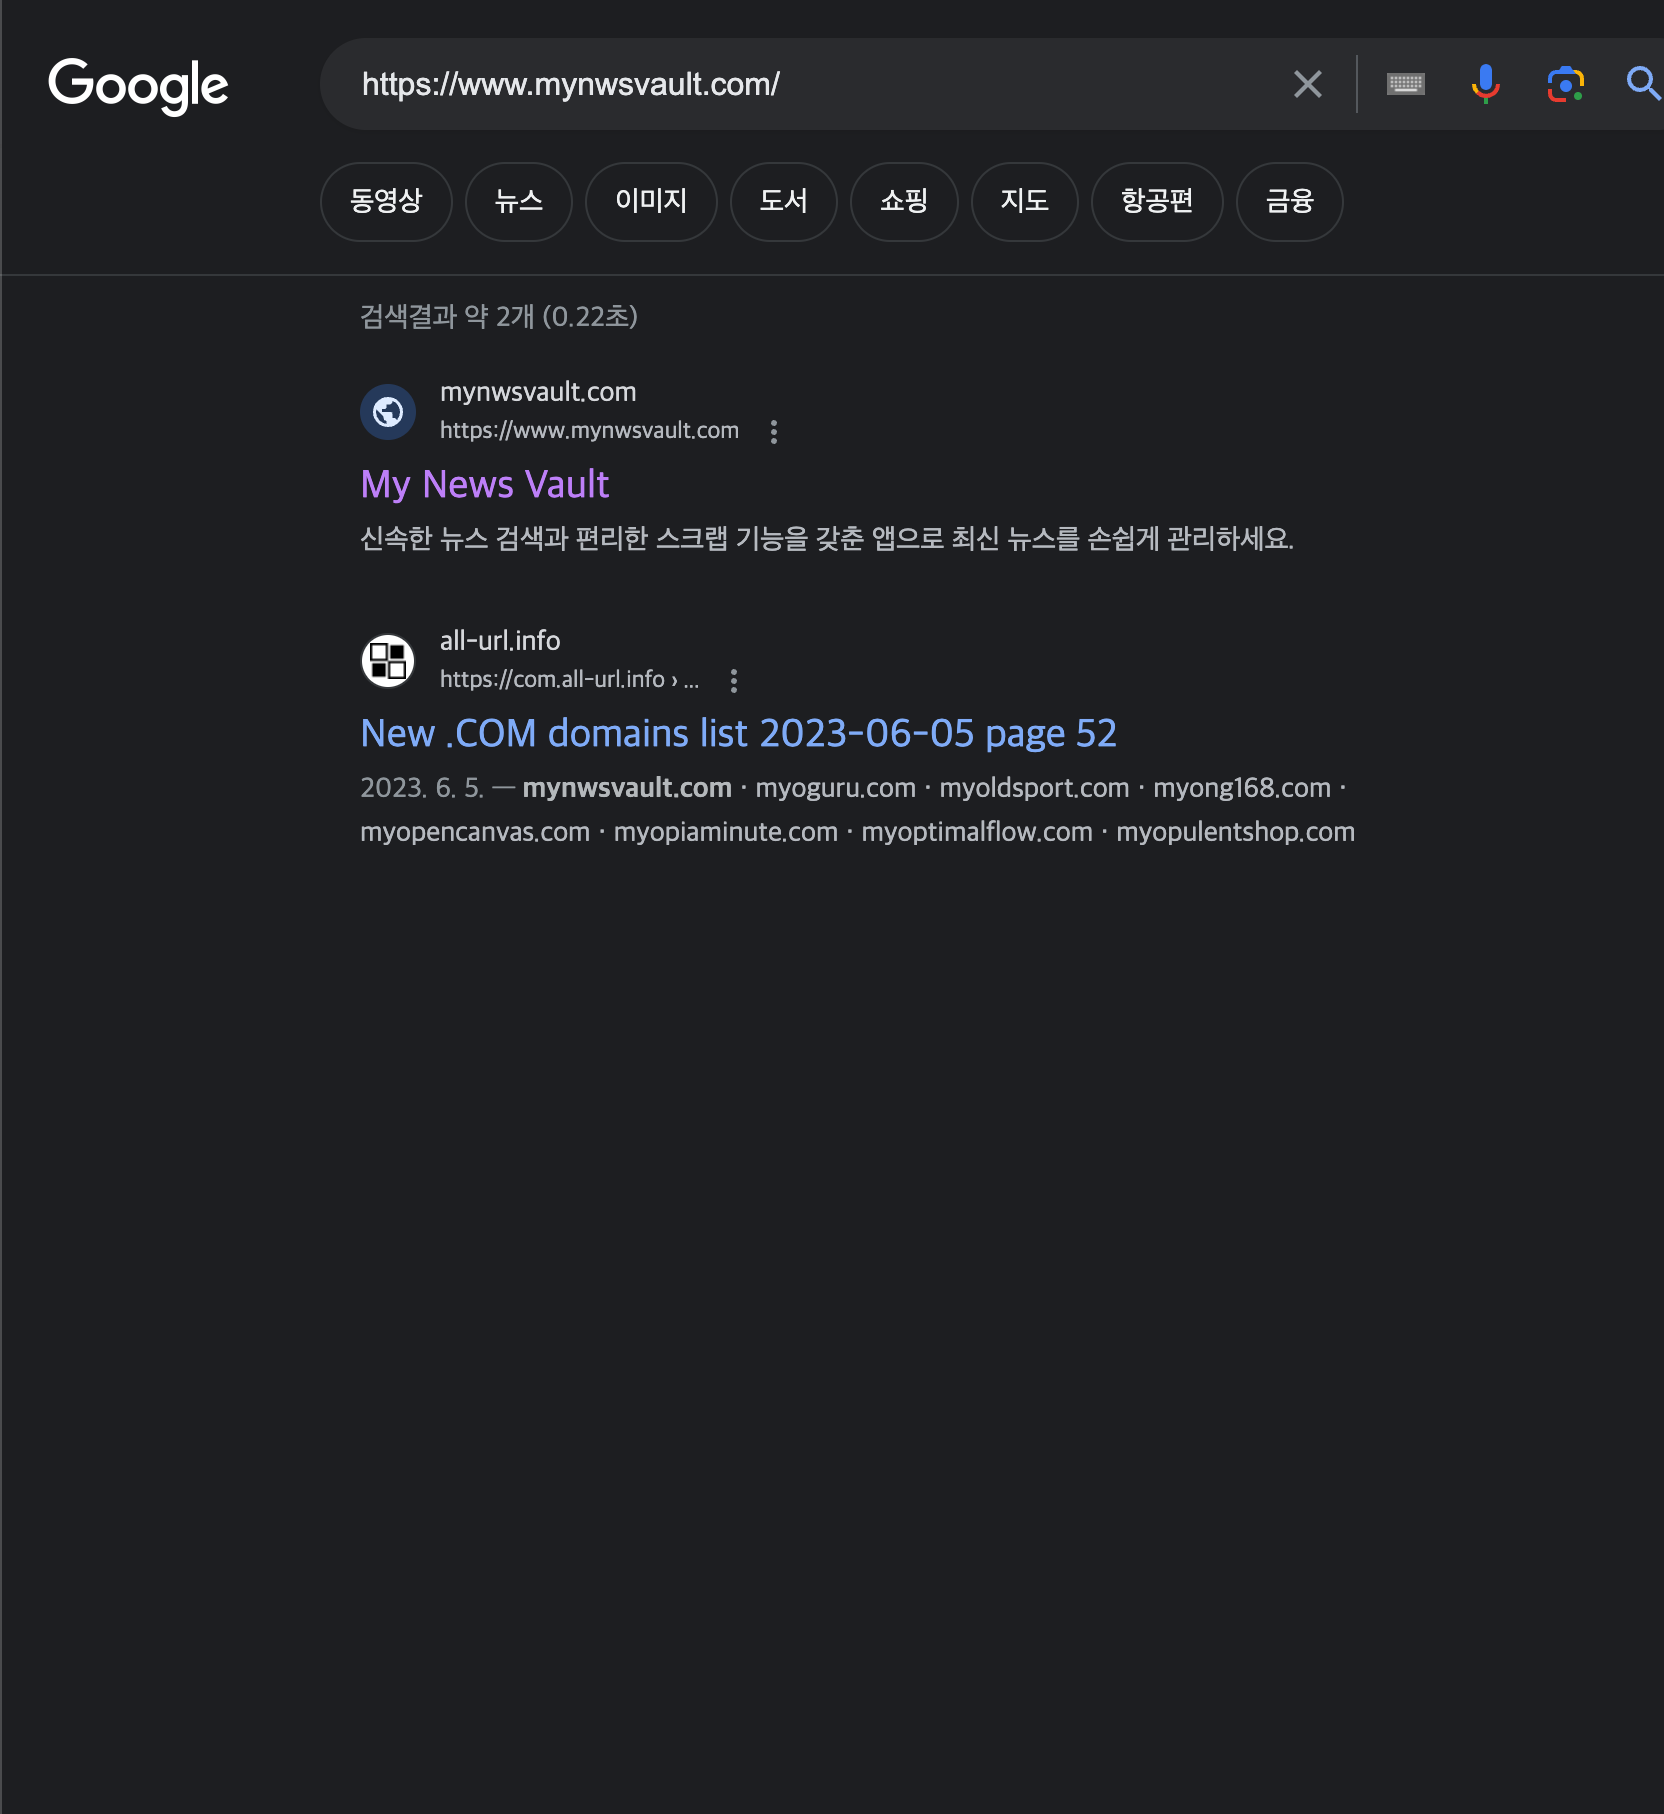 Google
https://www.mynwsvault.com/
동영상
뉴스
이미지
도서
쇼핑
지도
항공편
금융
검색결과 약 2개 (0.22초)
mynwsvault.com
https://www.mynwsvault.com
My News Vault
신속한 뉴스 검색과 편리한 스크랩 기능을 갖춘 앱으로 최신 뉴스를 손쉽게 관리하세요.
all-url.info
https://com.all-url.info › ...
New .COM domains list 2023-06-05 page 52
2023. 6. 5. — mynwsvault.com · myoguru.com · myoldsport.com · myong168.com ·
myopencanvas.com · myopiaminute.com · myoptimalflow.com · myopulentshop.com